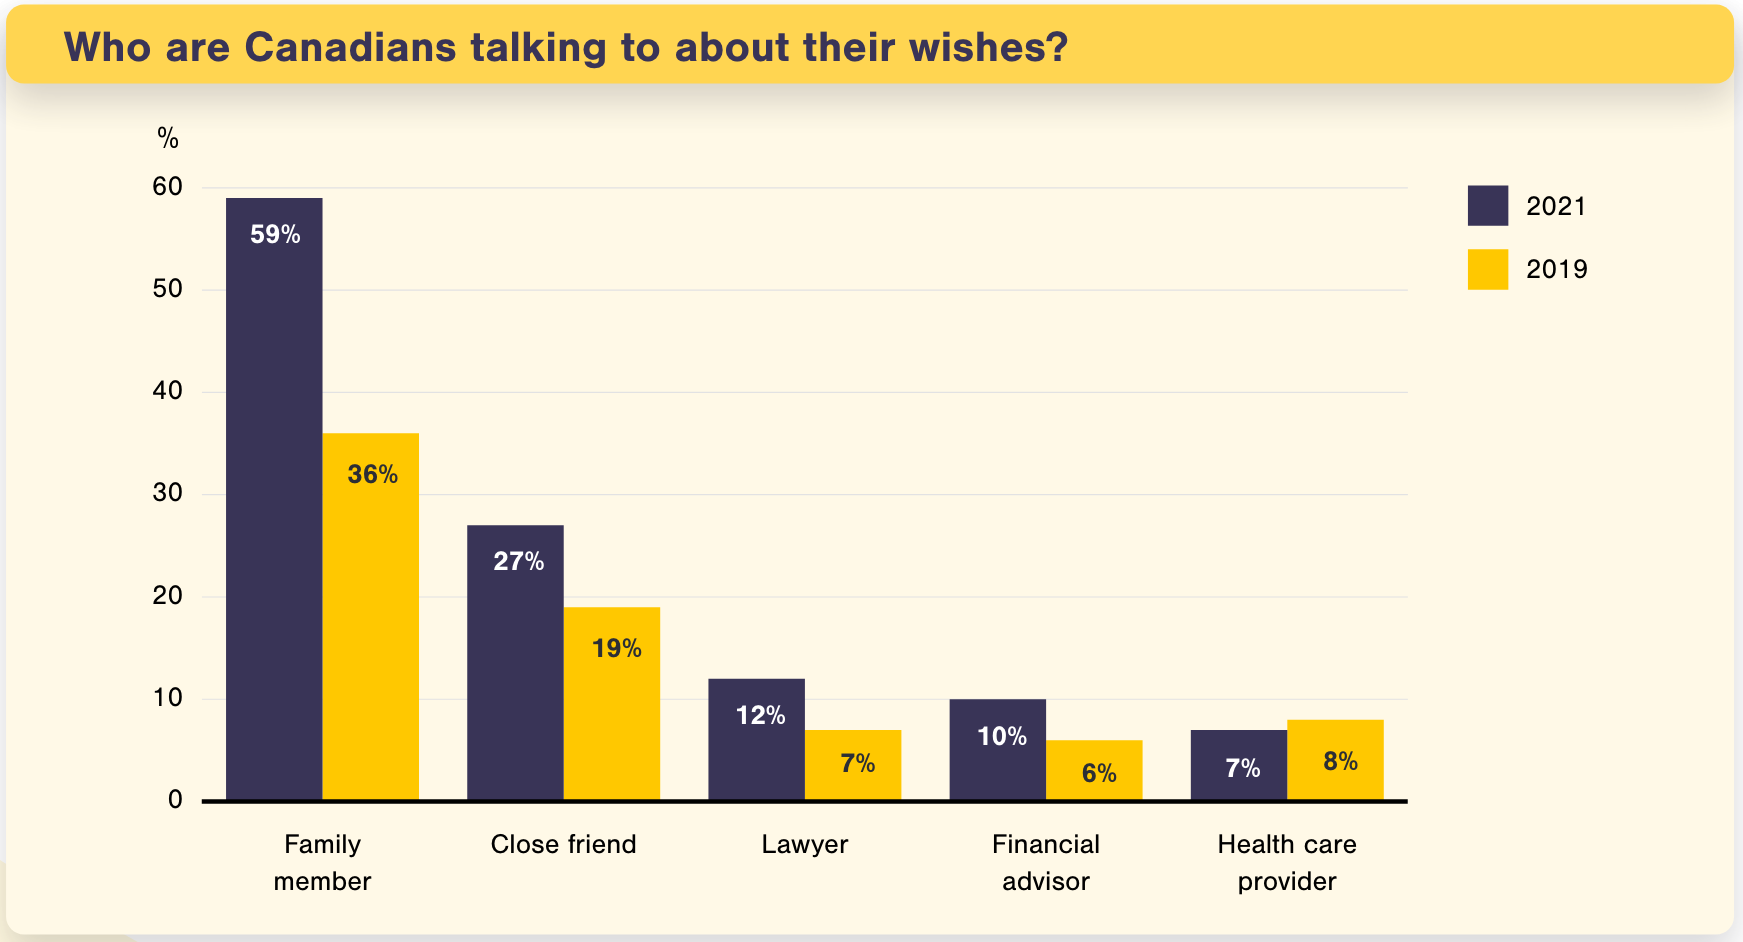 Who are Canadians talking to about their wishes?
%
60
50
40
30
20
10
0
59%
36%
27%
19%
12%
7%
10%
6%
7%
8%
Family
member
Close friend
Lawyer
Financial
advisor
Health care
provider
2021
2019